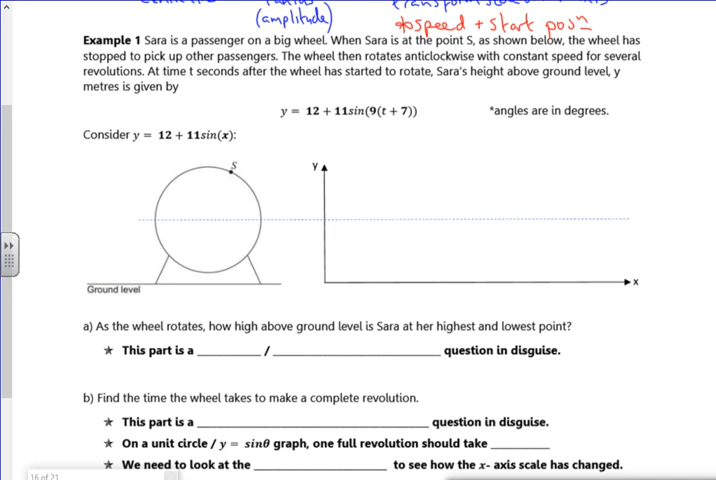 (amplitude)
→ speed + start posn
Example 1 Sara is a passenger on a big wheel. When Sara is at the point S, as shown below, the wheel has
stopped to pick up other passengers. The wheel then rotates anticlockwise with constant speed for several
revolutions. At time t seconds after the wheel has started to rotate, Sara's height above ground level, y
metres is given by
y = 12 + 11sin(9(t + 7)) *angles are in degrees.
Consider y = 12 + 11sin(x):
S
Y
X
Ground level
a) As the wheel rotates, how high above ground level is Sara at her highest and lowest point?
★ This part is a __________ / __________________________ question in disguise.
b) Find the time the wheel takes to make a complete revolution.
★ This part is a ____________________________________ question in disguise.
★ On a unit circle / y = sinθ graph, one full revolution should take _________
★ We need to look at the ____________________ to see how the x- axis scale has changed.
16 of 21